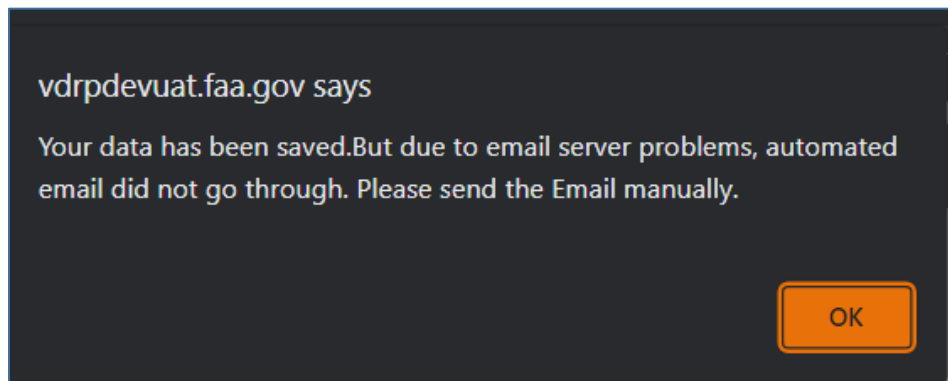 vdrpdevuat.faa.gov says
Your data has been saved.But due to email server problems, automated
email did not go through. Please send the Email manually.
OK